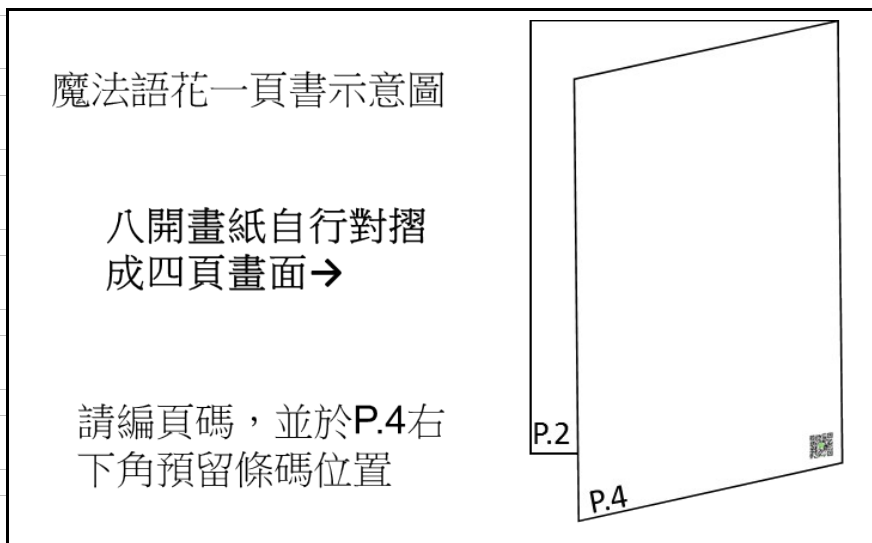 魔法語花一頁書示意圖
八開畫紙自行對摺
成四頁畫面→
請編頁碼，並於P.4右
下角預留條碼位置
P.2
P.4